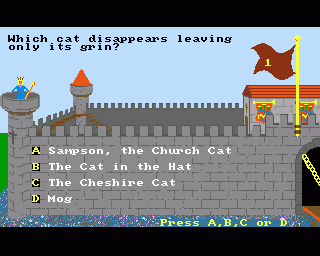 Which cat disappears leaving
only its grin?
1
A Sampson, the Church Cat
B The Cat in the Hat
C The Cheshire Cat
D Mog
Press A,B,C or D